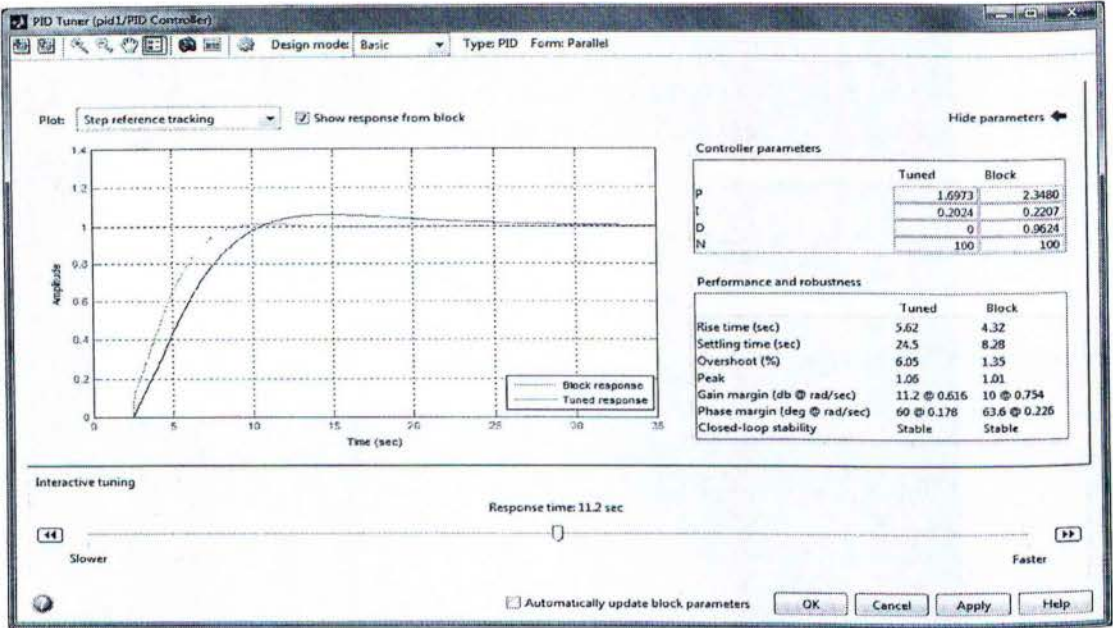 PID Tuner (pid1/PID Controller)
Design mode: Basic Type: PID Form: Parallel
Plot: Step reference tracking Show response from block Hide parameters
Controller parameters
Tuned Block
P 1.6973 2.3480
I 0.2024 0.2207
D 0 0.9624
N 100 100
Performance and robustness
Tuned Block
Rise time (sec) 5.62 4.32
Settling time (sec) 24.5 8.28
Overshoot (%) 6.05 1.35
Peak 1.06 1.01
Gain margin (db @ rad/sec) 11.2 @ 0.616 10 @ 0.754
Phase margin (deg @ rad/sec) 60 @ 0.178 63.6 @ 0.226
Closed-loop stability Stable Stable
1.4
1.2
1
0.8
0.6
0.4
0.2
0
Amplitude
Block response
Tuned response
0 5 10 15 20 25 30 35
Time (sec)
Interactive tuning
Response time: 11.2 sec
Slower Faster
Automatically update block parameters OK Cancel Apply Help